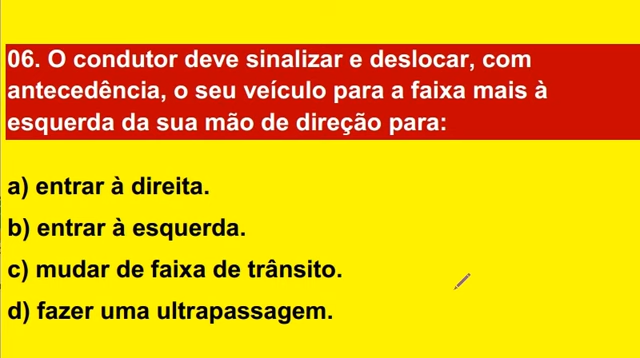 06. O condutor deve sinalizar e deslocar, com
antecedência, o seu veículo para a faixa mais à
esquerda da sua mão de direção para:
a) entrar à direita.
b) entrar à esquerda.
c) mudar de faixa de trânsito.
d) fazer uma ultrapassagem.